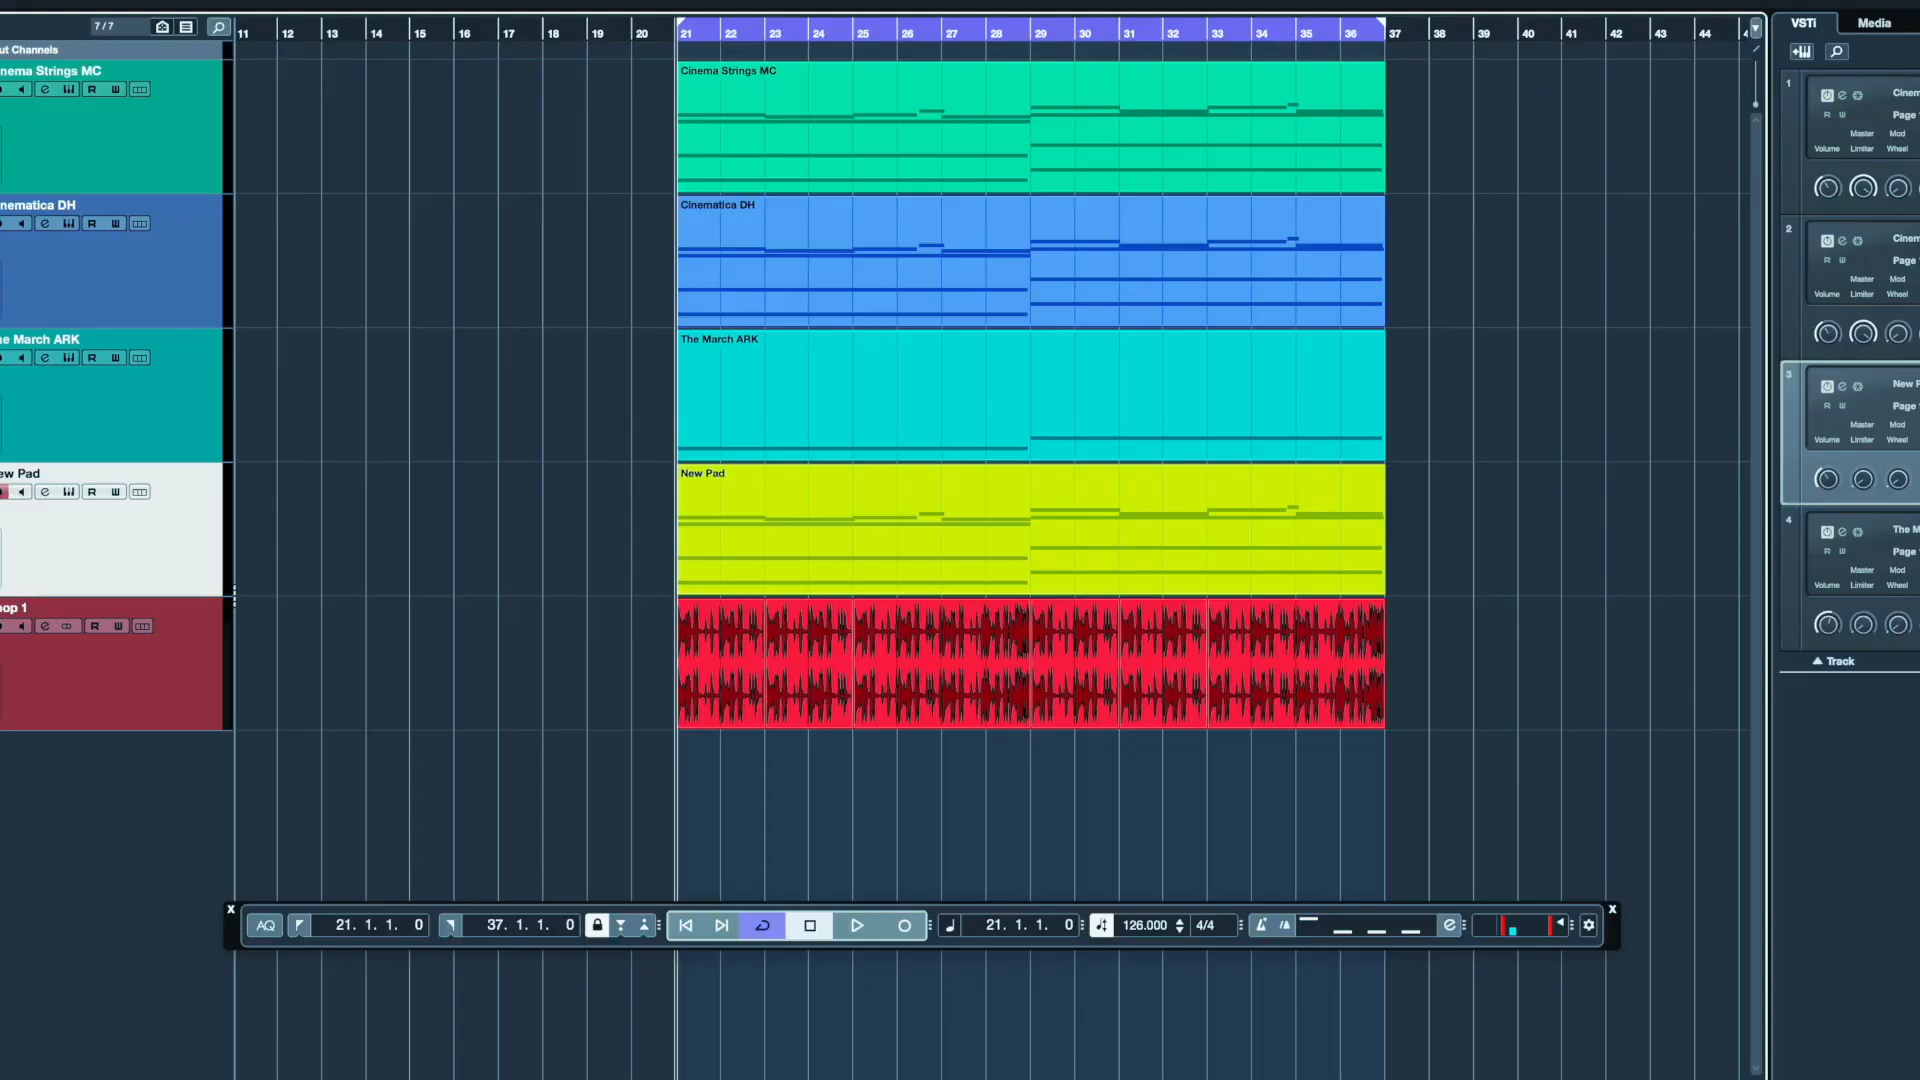 7/7
11 12 13 14 15 16 17 18 19 20 21 22 23 24 25 26 27 28 29 30 31 32 33 34 35 36 37 38 39 40 41 42 43 44
VSTi Media
ut Channels
nema Strings MC
R W
Cinema Strings MC
nematica DH
R W
Cinematica DH
he March ARK
R W
The March ARK
ew Pad
R W
New Pad
oop 1
R W
1
Cinem
R W
Page
Master Mod
Volume Limiter Wheel
2
Cinem
R W
Page
Master Mod
Volume Limiter Wheel
3
New P
R W
Page
Master Mod
Volume Limiter Wheel
4
The M
R W
Page
Master Mod
Volume Limiter Wheel
Track
X
X
AQ 21. 1. 1. 0 37. 1. 1. 0 21. 1. 1. 0 126.000 4/4